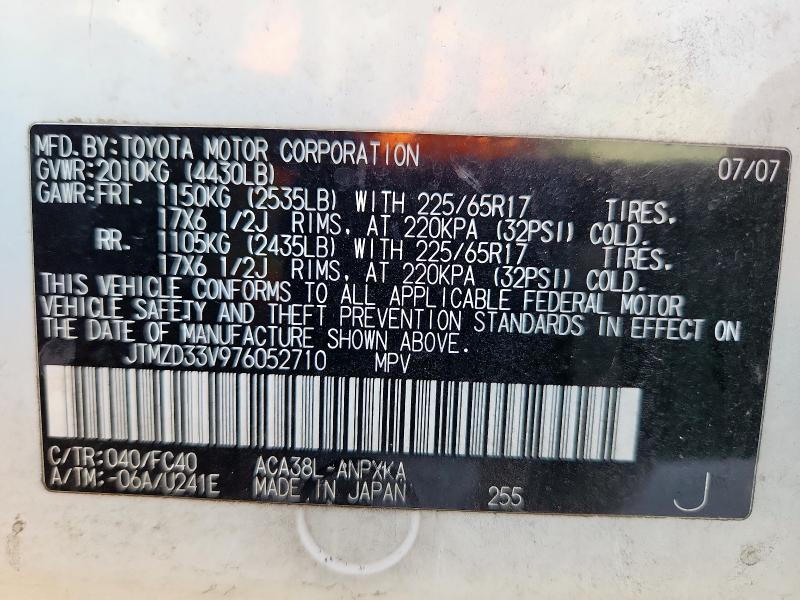 MFD. BY: TOYOTA MOTOR CORPORATION 07/07
GVWR: 2010KG (4430LB)
GAWR: FRT. 1150KG (2535LB) WITH 225/65R17 TIRES.
17X6 1/2J RIMS, AT 220KPA (32PSI) COLD.
RR. 1105KG (2435LB) WITH 225/65R17 TIRES.
17X6 1/2J RIMS, AT 220KPA (32PSI) COLD.
THIS VEHICLE CONFORMS TO ALL APPLICABLE FEDERAL MOTOR
VEHICLE SAFETY AND THEFT PREVENTION STANDARDS IN EFFECT ON
THE DATE OF MANUFACTURE SHOWN ABOVE.
JTMZD33V976052710 MPV
C/TR: 040/FC40 ACA38L-ANPXKA
A/TM: -06A/U241E MADE IN JAPAN 255 J